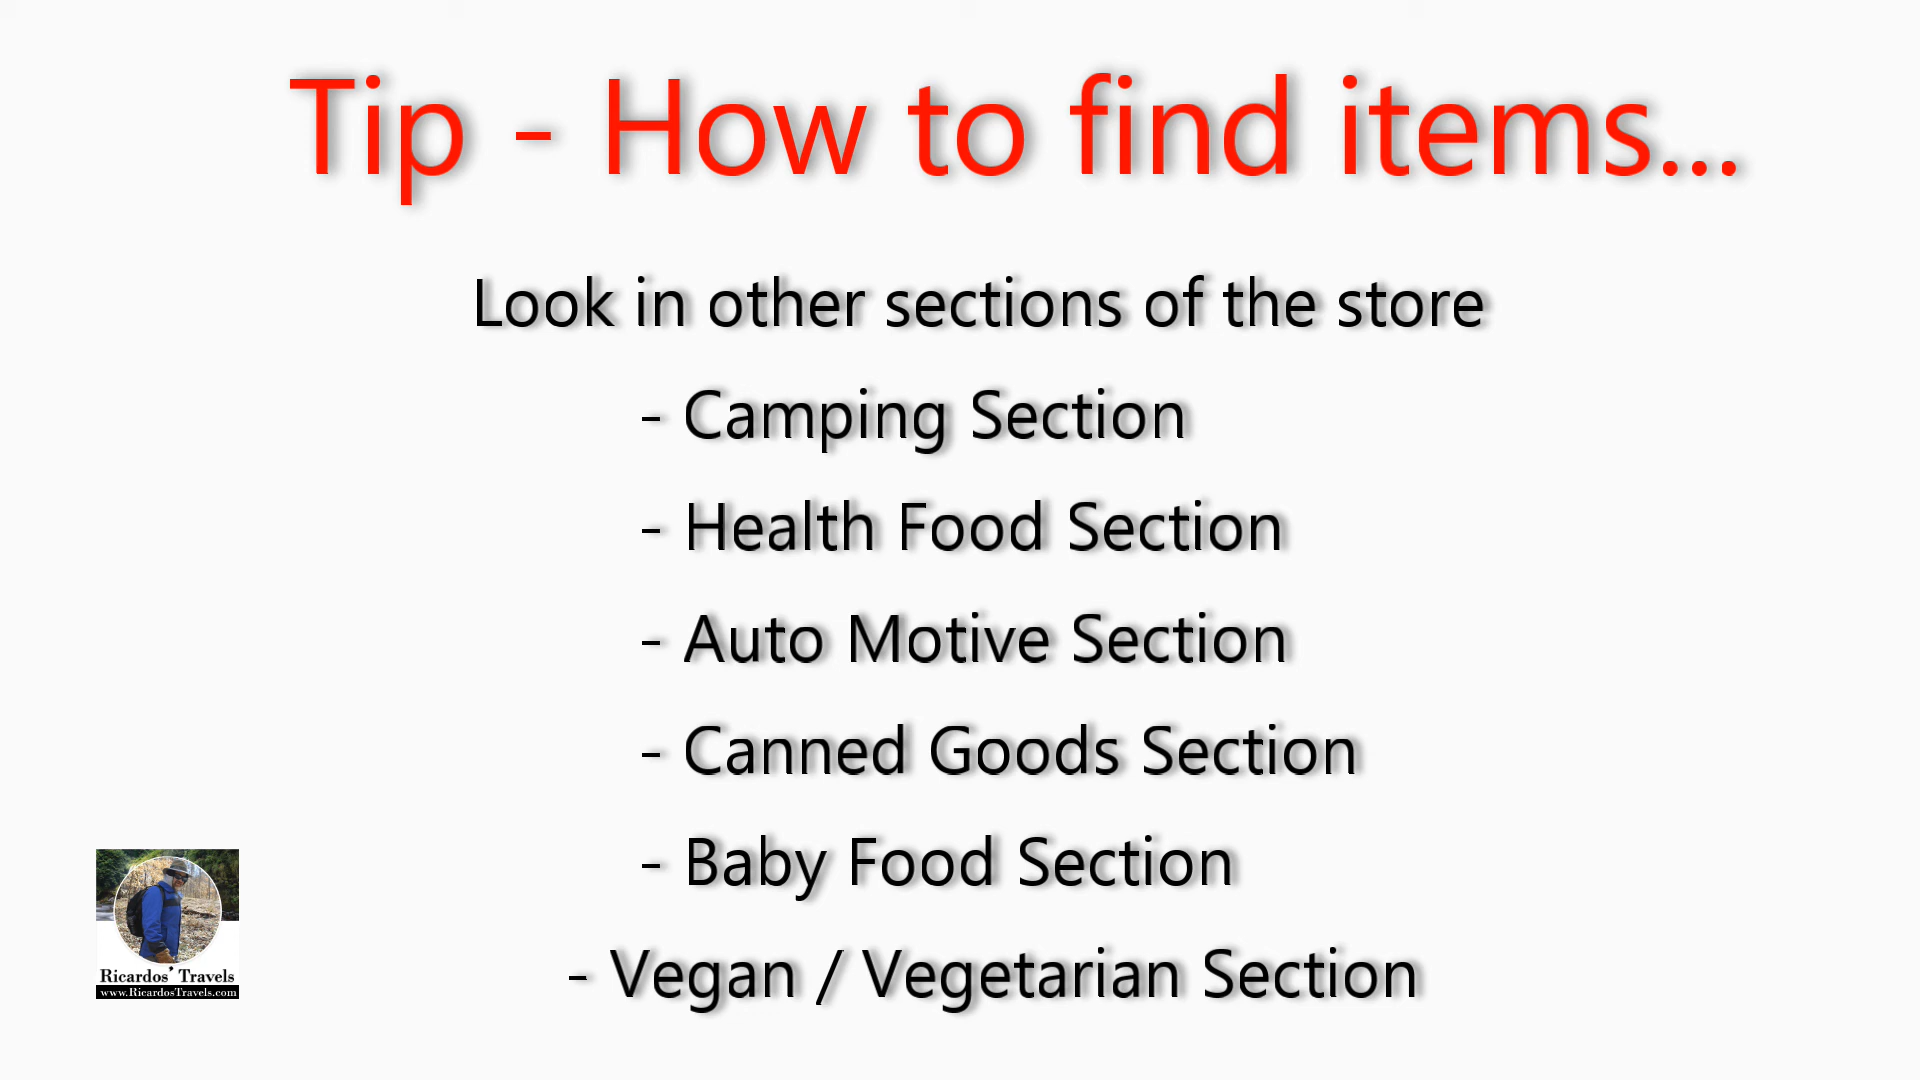 Tip - How to find items...
Look in other sections of the store
- Camping Section
- Health Food Section
- Auto Motive Section
- Canned Goods Section
- Baby Food Section
- Vegan / Vegetarian Section
Ricardos' Travels
www.RicardosTravels.com